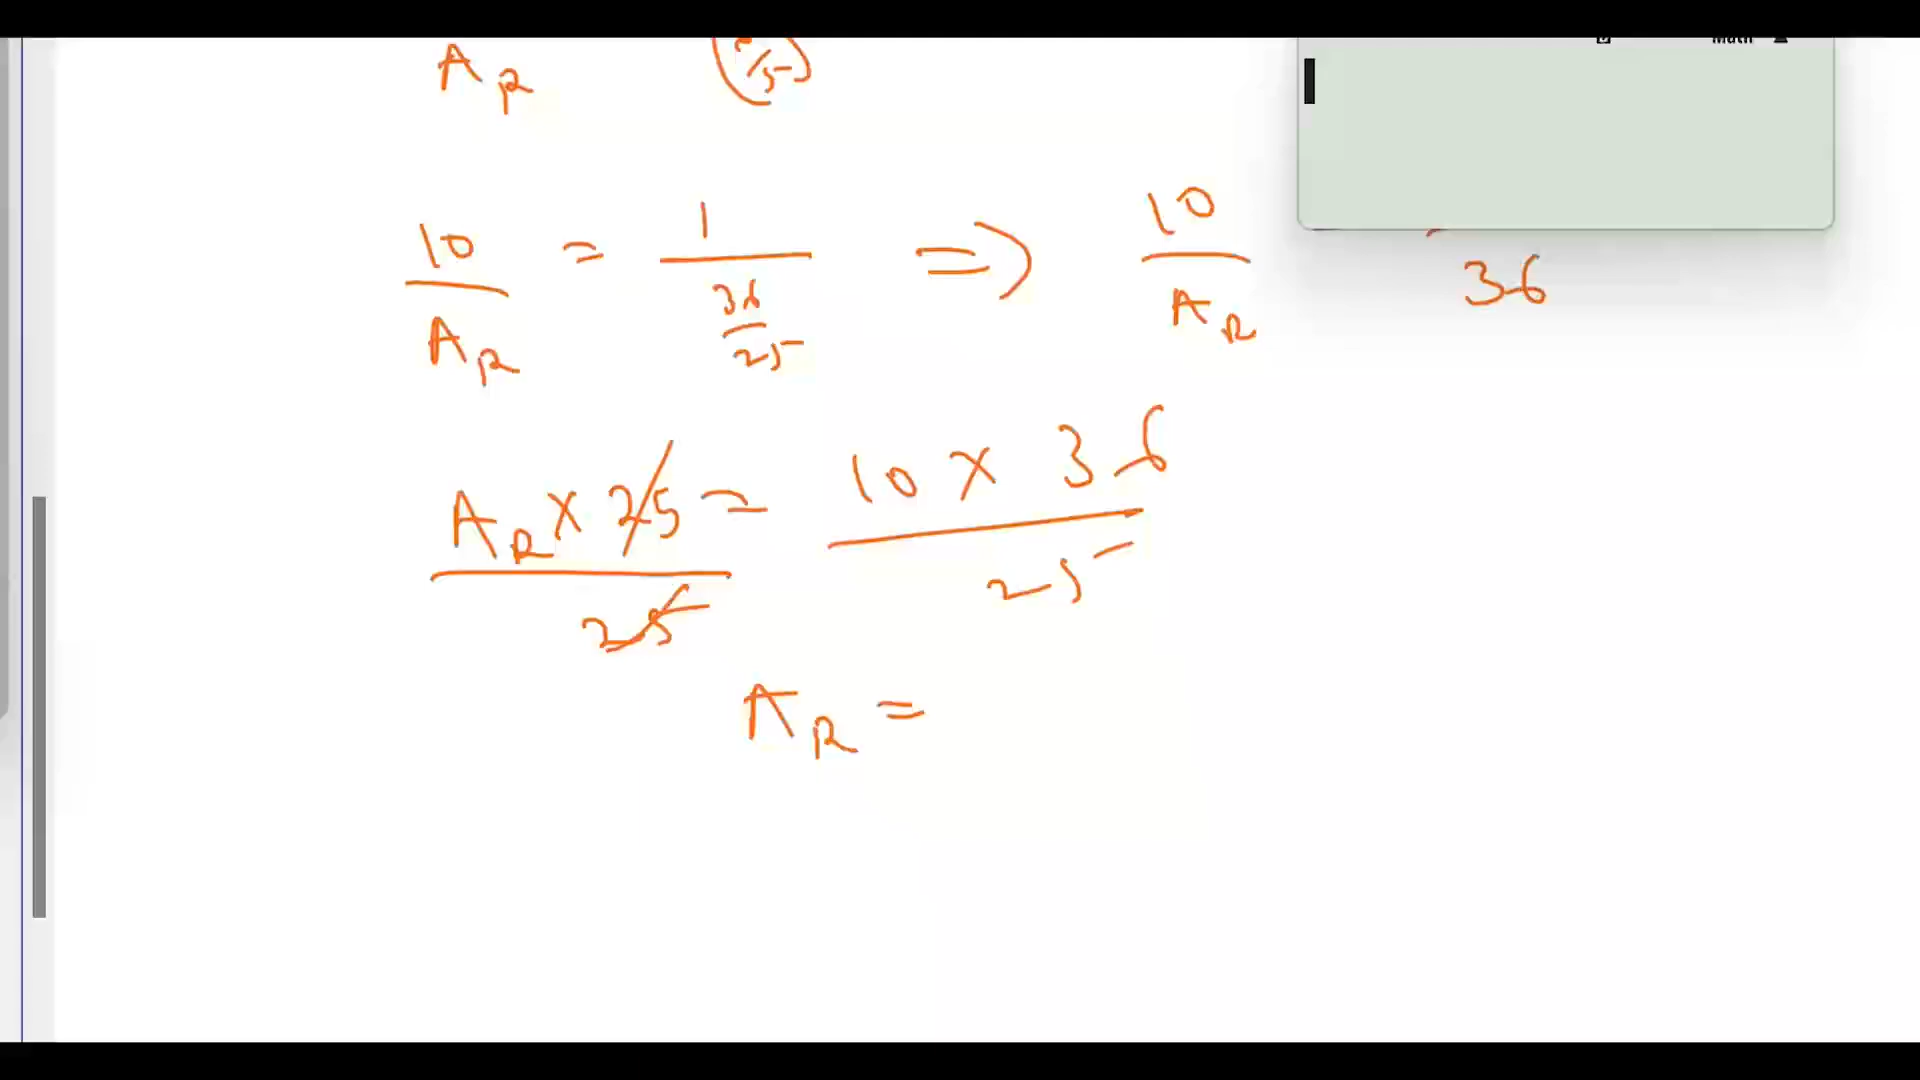 A_R
10/A_R = 1/(36/25) => 10/A_R
36
A_R x 25 = 10 x 36
25 25
A_R =